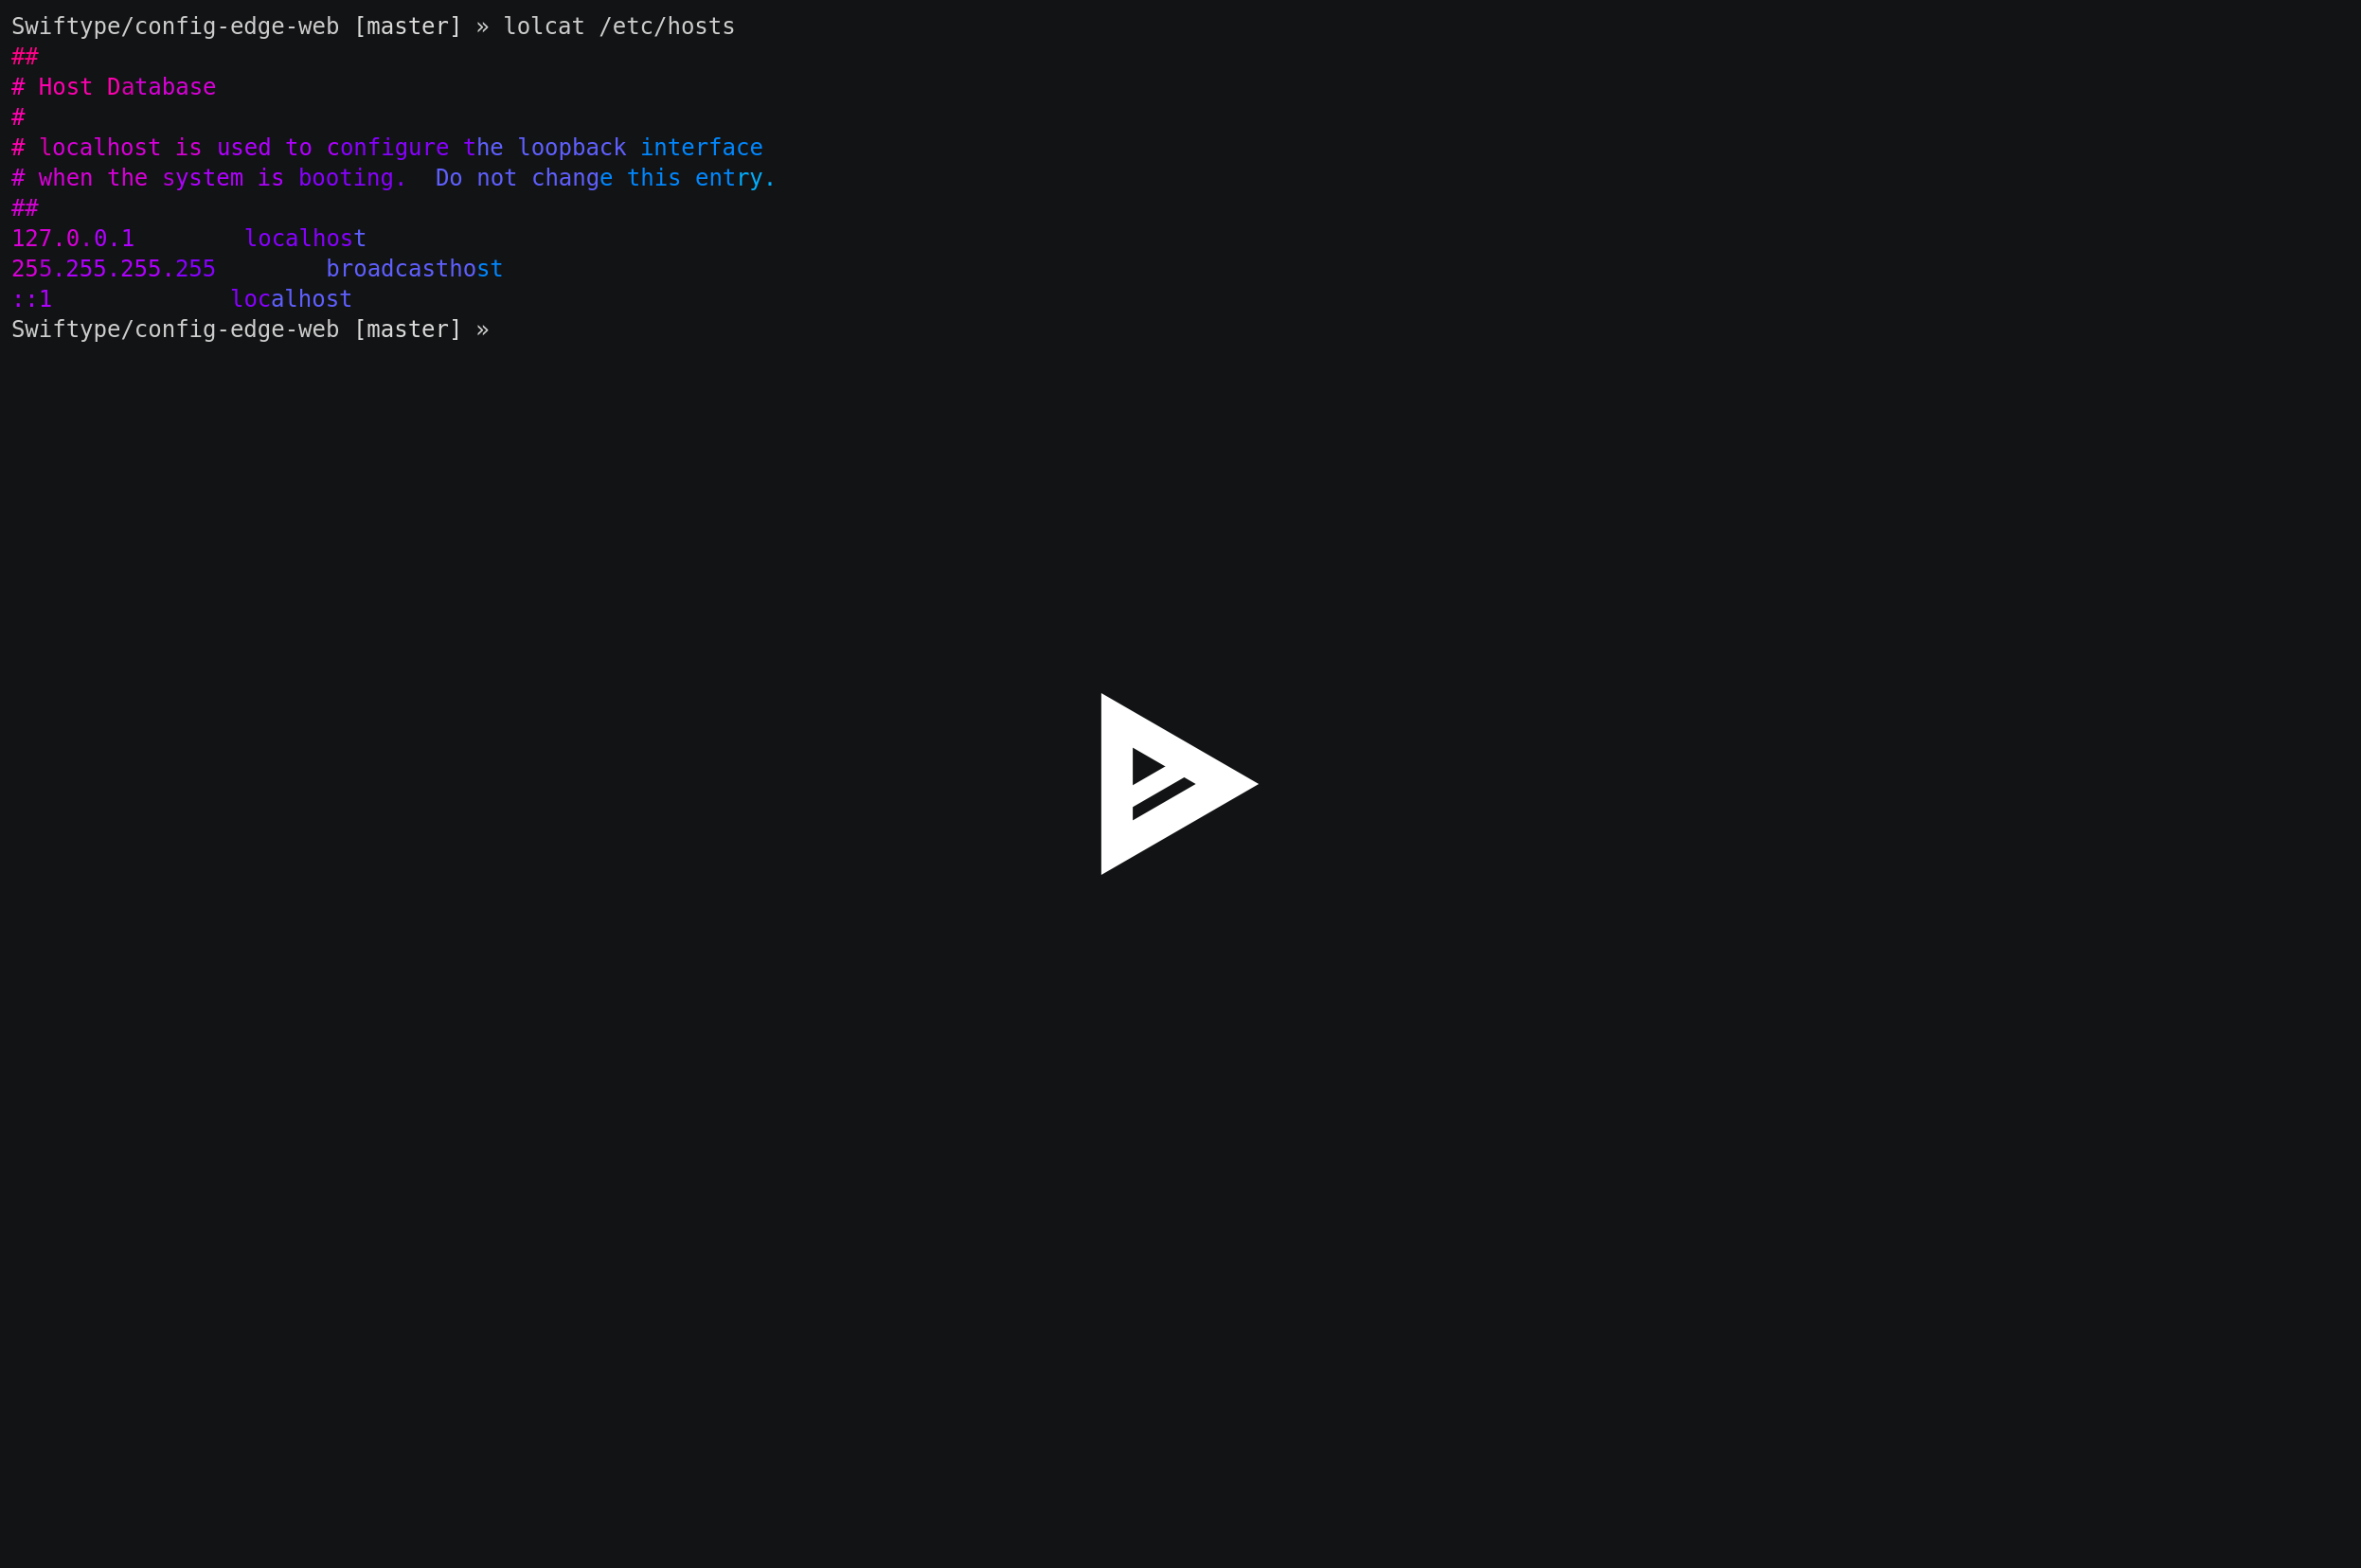 Swiftype/config-edge-web [master] » lolcat /etc/hosts
##
# Host Database
#
# localhost is used to configure the loopback interface
# when the system is booting.  Do not change this entry.
##
127.0.0.1        localhost
255.255.255.255        broadcasthost
::1             localhost
Swiftype/config-edge-web [master] »